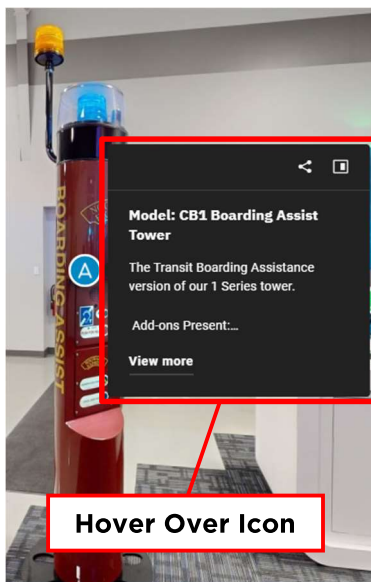 BOARDING ASSIST
A
Model: CB1 Boarding Assist
Tower
The Transit Boarding Assistance
version of our 1 Series tower.
Add-ons Present:...
View more
Hover Over Icon